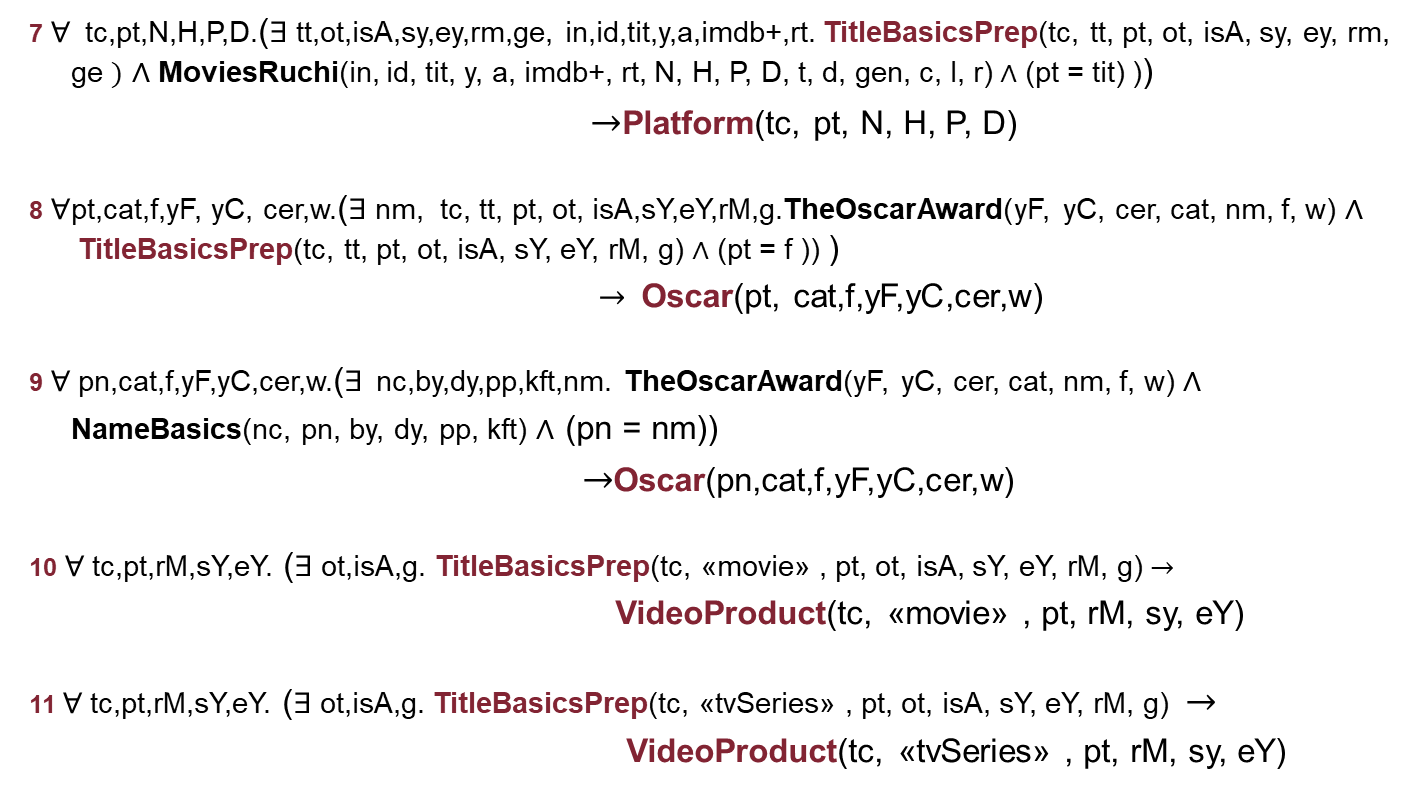 7 ∀ tc,pt,N,H,P,D.(∃ tt,ot,isA,sy,ey,rm,ge, in,id,tit,y,a,imdb+,rt. TitleBasicsPrep(tc, tt, pt, ot, isA, sy, ey, rm,
ge ) ∧ MoviesRuchi(in, id, tit, y, a, imdb+, rt, N, H, P, D, t, d, gen, c, l, r) ∧ (pt = tit) ))
→Platform(tc, pt, N, H, P, D)
8 ∀pt,cat,f,yF, yC, cer,w.(∃ nm, tc, tt, pt, ot, isA,sY,eY,rM,g.TheOscarAward(yF, yC, cer, cat, nm, f, w) ∧
TitleBasicsPrep(tc, tt, pt, ot, isA, sY, eY, rM, g) ∧ (pt = f )) )
→ Oscar(pt, cat,f,yF,yC,cer,w)
9 ∀ pn,cat,f,yF,yC,cer,w.(∃ nc,by,dy,pp,kft,nm. TheOscarAward(yF, yC, cer, cat, nm, f, w) ∧
NameBasics(nc, pn, by, dy, pp, kft) ∧ (pn = nm))
→Oscar(pn,cat,f,yF,yC,cer,w)
10 ∀ tc,pt,rM,sY,eY. (∃ ot,isA,g. TitleBasicsPrep(tc, «movie» , pt, ot, isA, sY, eY, rM, g) →
VideoProduct(tc, «movie» , pt, rM, sy, eY)
11 ∀ tc,pt,rM,sY,eY. (∃ ot,isA,g. TitleBasicsPrep(tc, «tvSeries» , pt, ot, isA, sY, eY, rM, g) →
VideoProduct(tc, «tvSeries» , pt, rM, sy, eY)